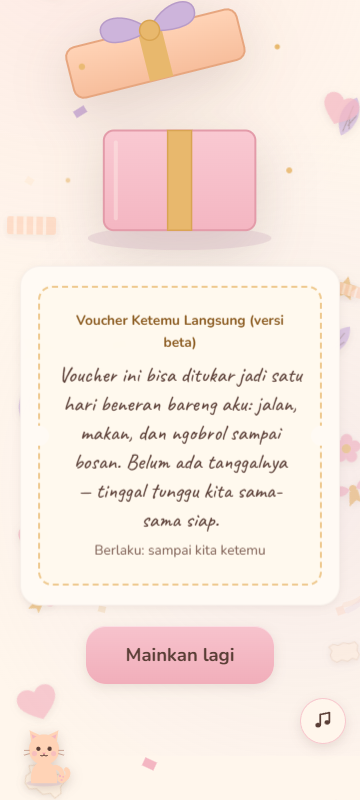 Voucher Ketemu Langsung (versi
beta)
Voucher ini bisa ditukar jadi satu
hari beneran bareng aku: jalan,
makan, dan ngobrol sampai
bosan. Belum ada tanggalnya
— tinggal tunggu kita sama-
sama siap.
Berlaku: sampai kita ketemu
Mainkan lagi